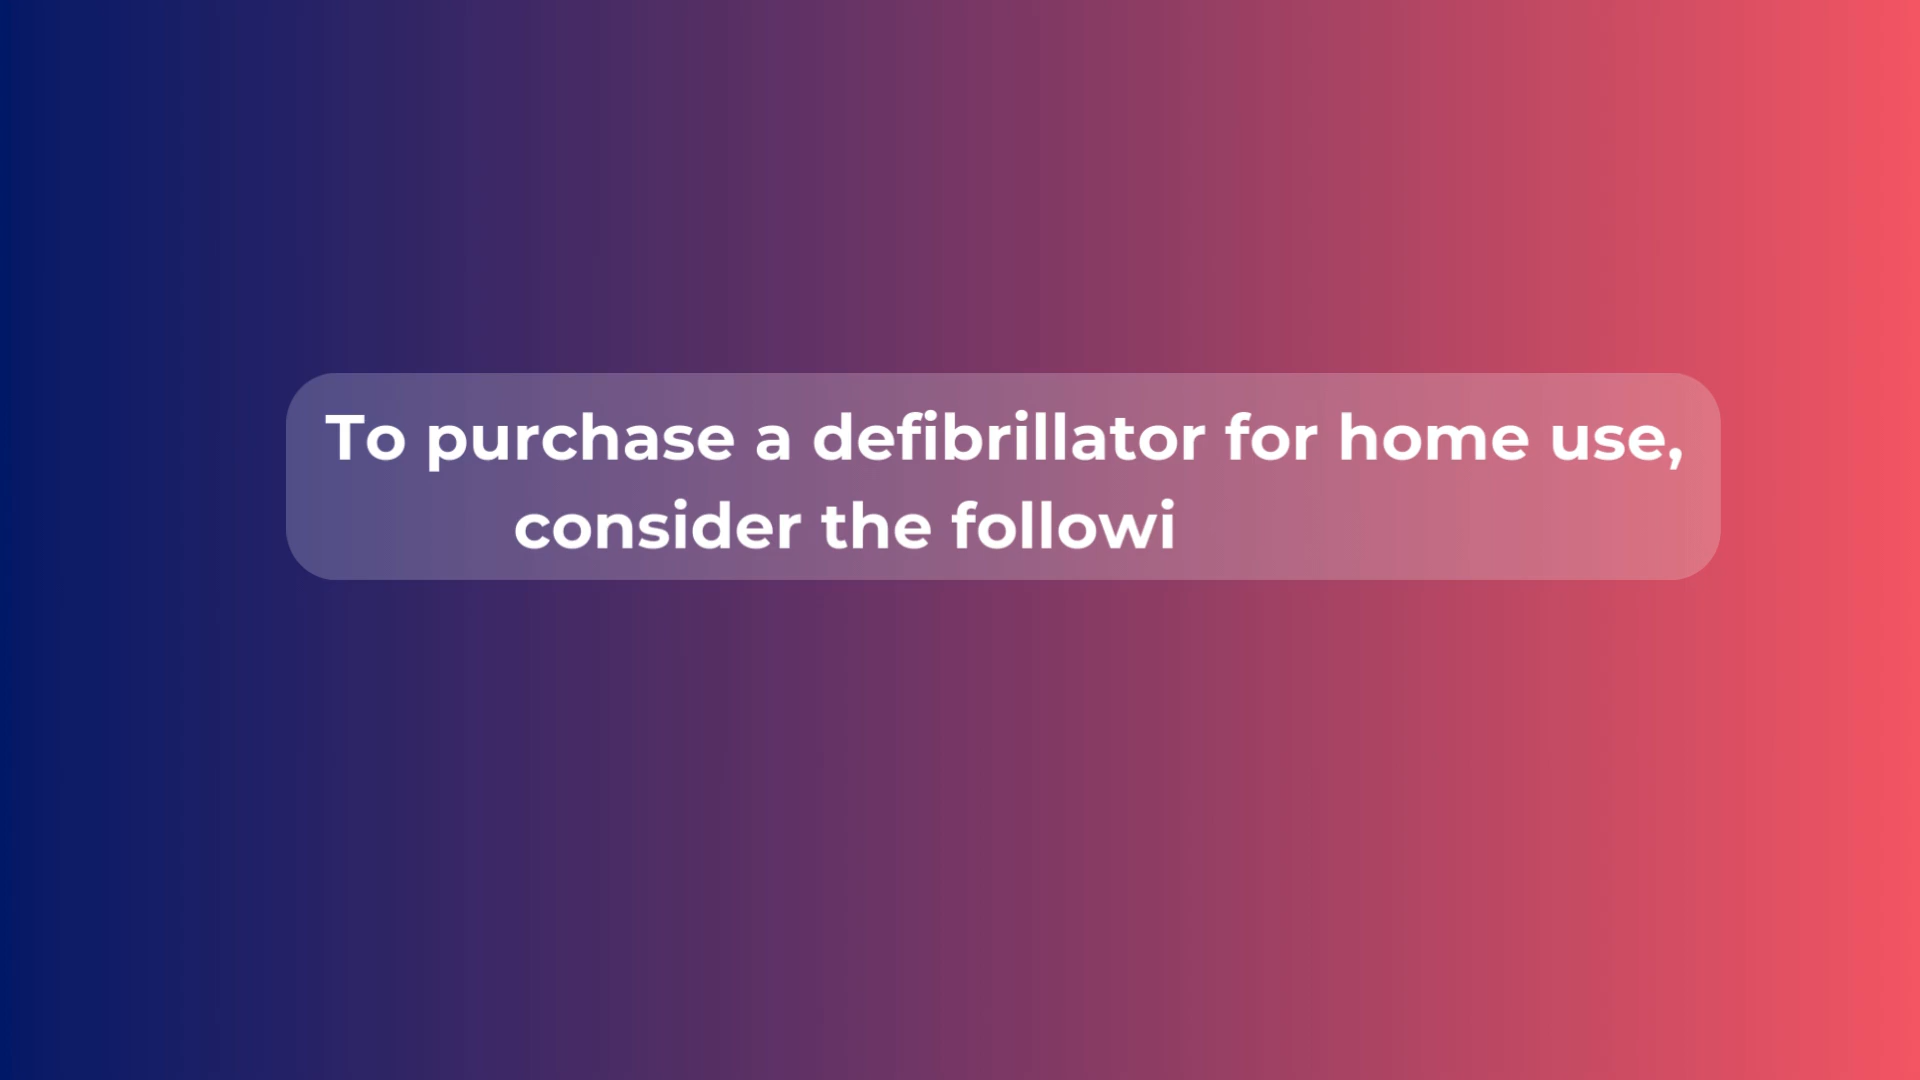 To purchase a defibrillator for home use,
consider the followi